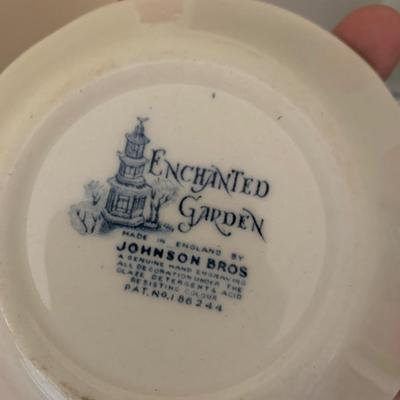 ENCHANTED
GARDEN
MADE IN ENGLAND BY
JOHNSON BROS
A GENUINE HAND ENGRAVING
ALL DECORATION UNDER THE
GLAZE DETERGENT & ACID
RESISTING COLOUR
PAT. No. 186244